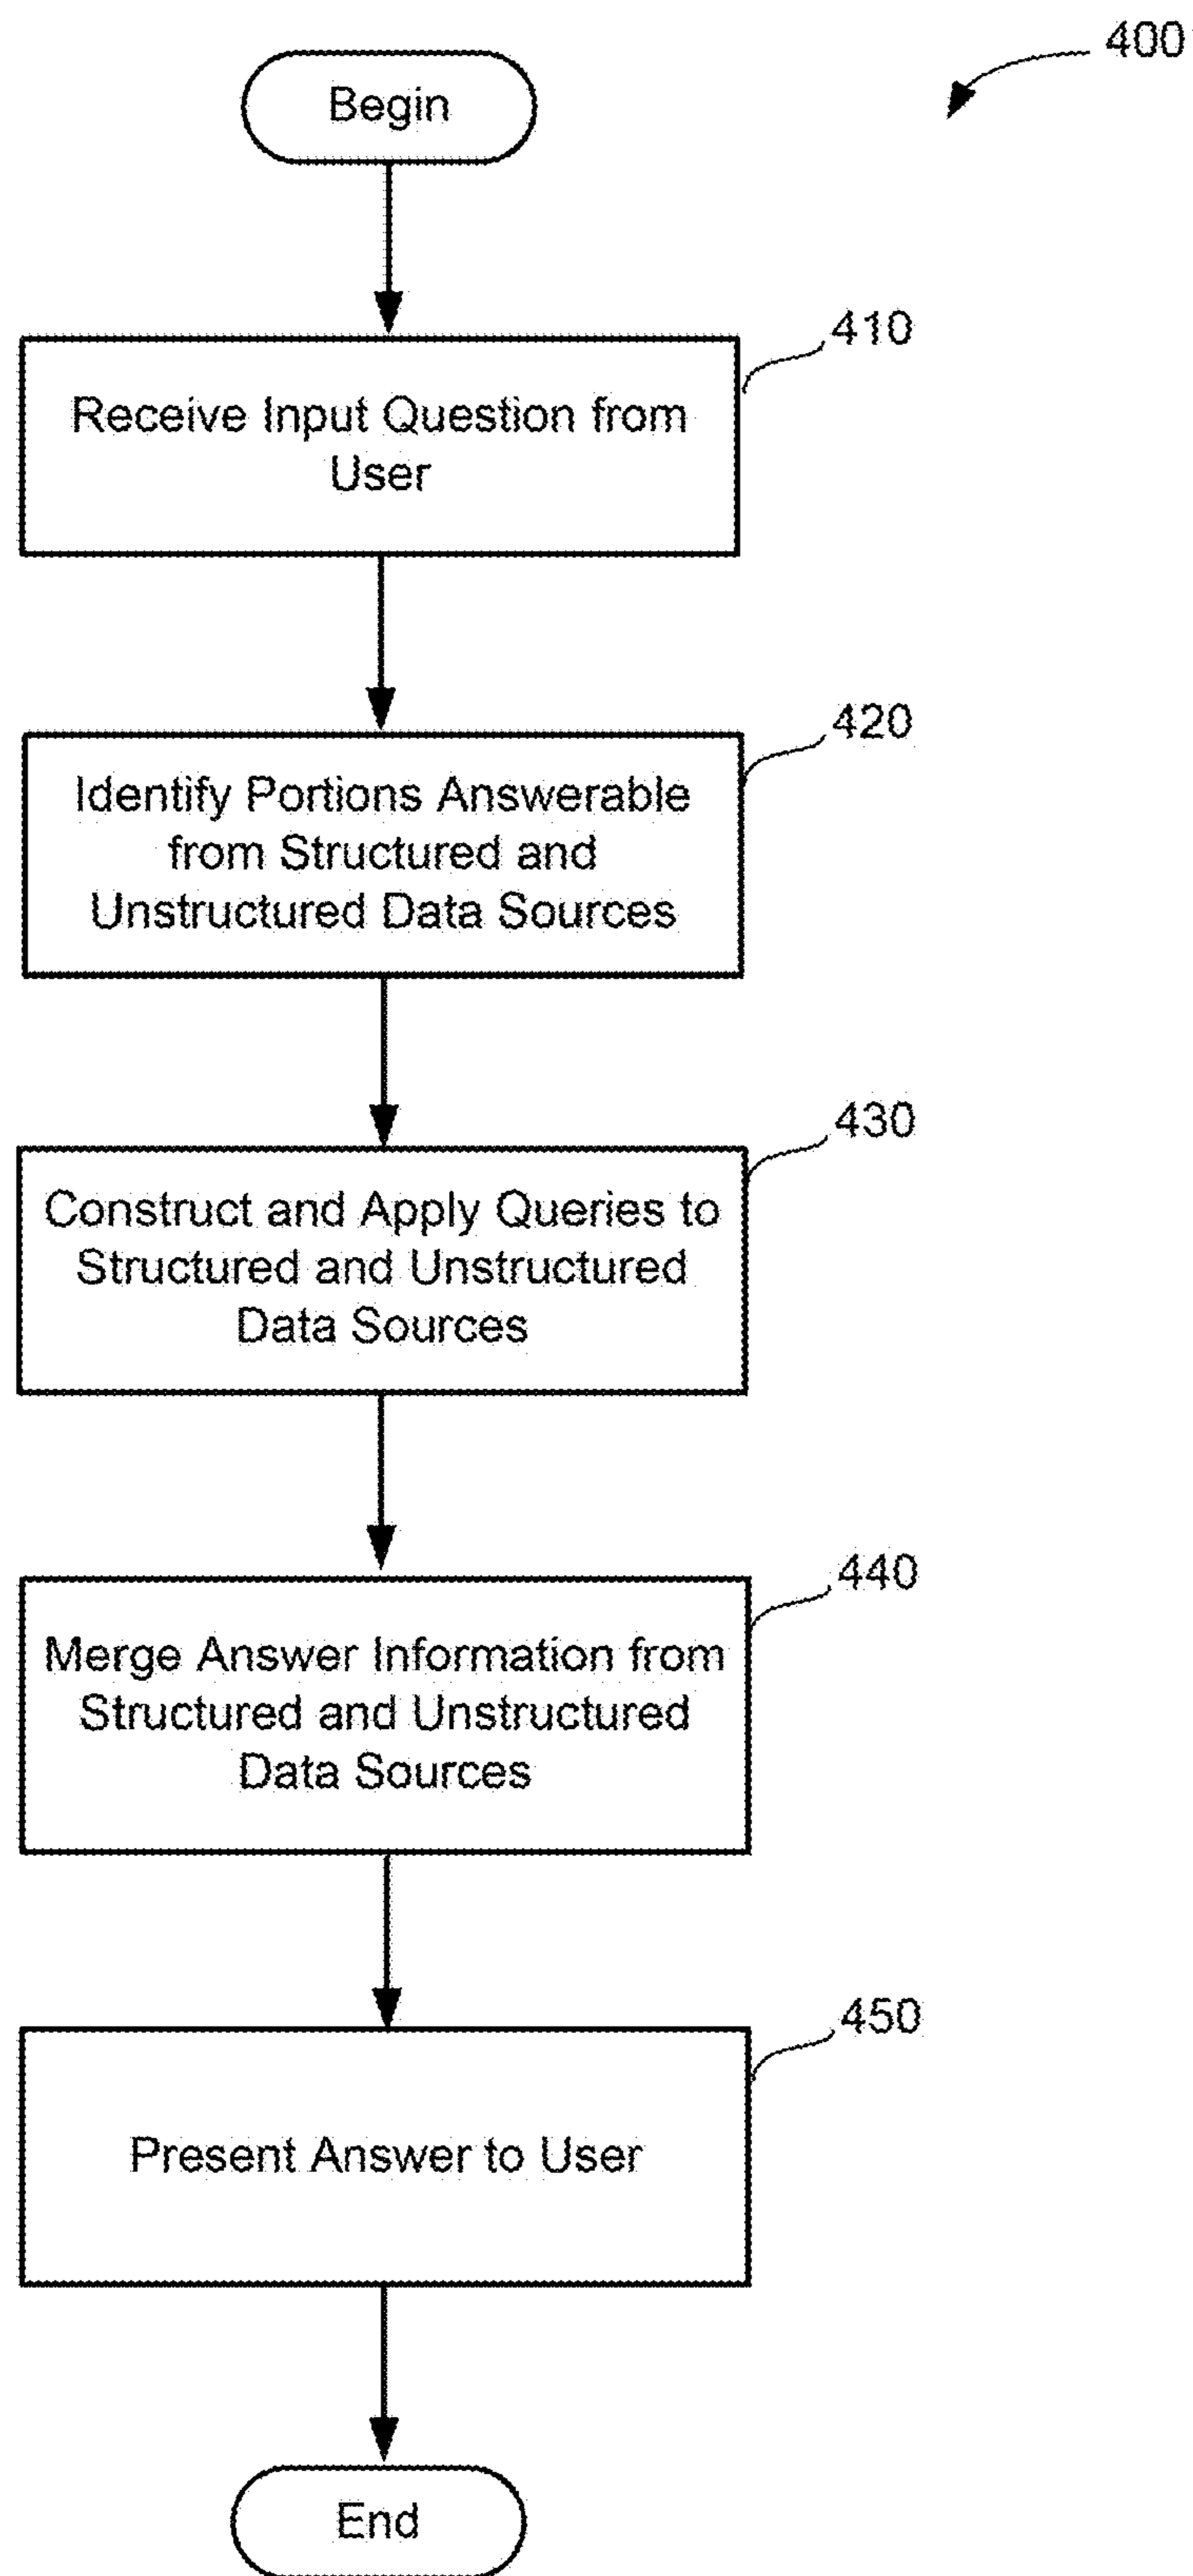 400
Begin
410
Receive Input Question from
User
420
Identify Portions Answerable
from Structured and
Unstructured Data Sources
430
Construct and Apply Queries to
Structured and Unstructured
Data Sources
440
Merge Answer Information from
Structured and Unstructured
Data Sources
450
Present Answer to User
End